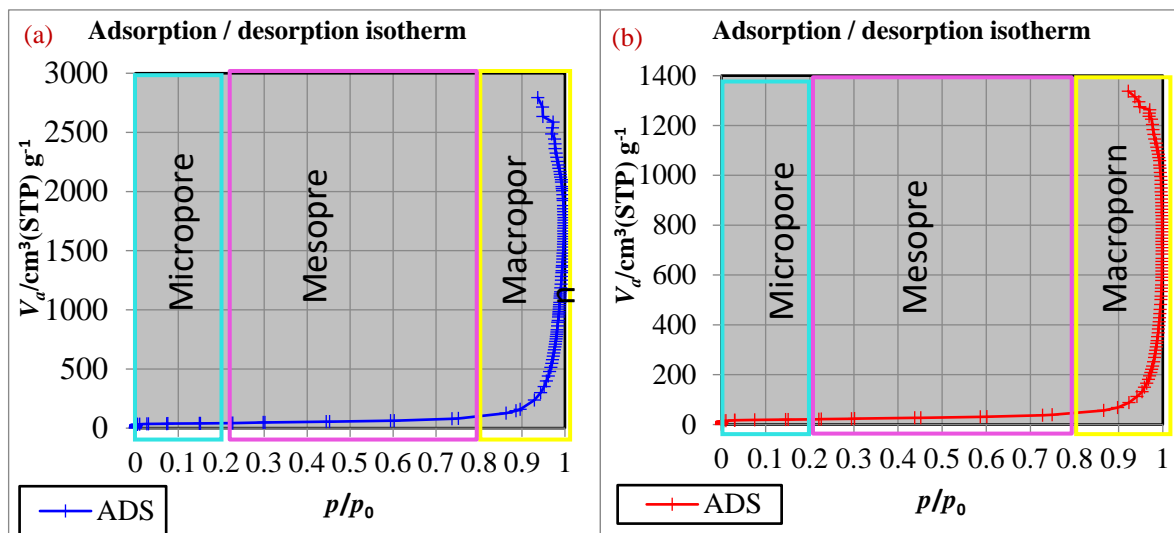 (a) Adsorption / desorption isotherm
3000
2500
2000
1500
1000
500
0
Va/cm³(STP) g⁻¹
Micropore
Mesopre
Macropor
n
0 0.1 0.2 0.3 0.4 0.5 0.6 0.7 0.8 0.9 1
p/p₀
ADS
(b) Adsorption / desorption isotherm
1400
1200
1000
800
600
400
200
0
Va/cm³(STP) g⁻¹
Micropore
Mesopre
Macroporn
0 0.1 0.2 0.3 0.4 0.5 0.6 0.7 0.8 0.9 1
p/p₀
ADS